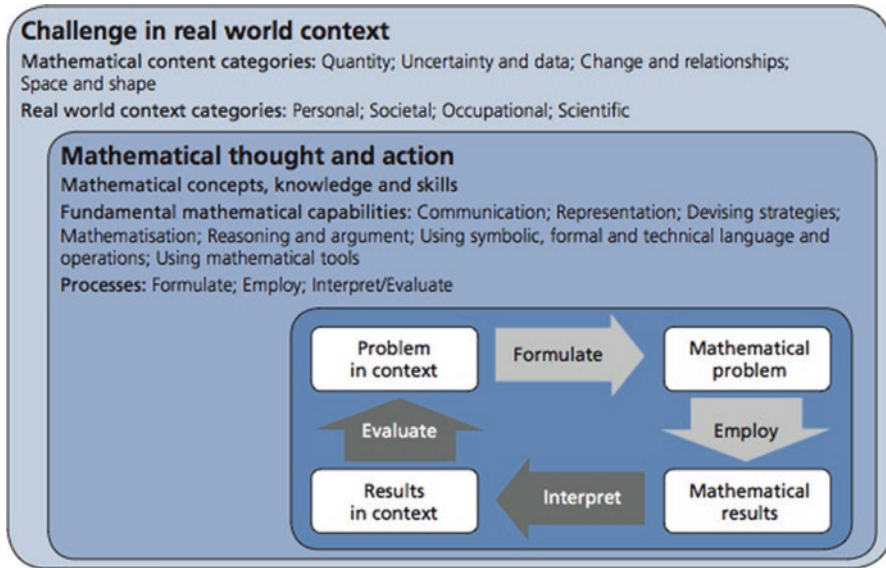 Challenge in real world context
Mathematical content categories: Quantity; Uncertainty and data; Change and relationships;
Space and shape
Real world context categories: Personal; Societal; Occupational; Scientific
Mathematical thought and action
Mathematical concepts, knowledge and skills
Fundamental mathematical capabilities: Communication; Representation; Devising strategies;
Mathematisation; Reasoning and argument; Using symbolic, formal and technical language and
operations; Using mathematical tools
Processes: Formulate; Employ; Interpret/Evaluate
Problem
in context
Formulate
Mathematical
problem
Evaluate
Employ
Results
in context
Interpret
Mathematical
results